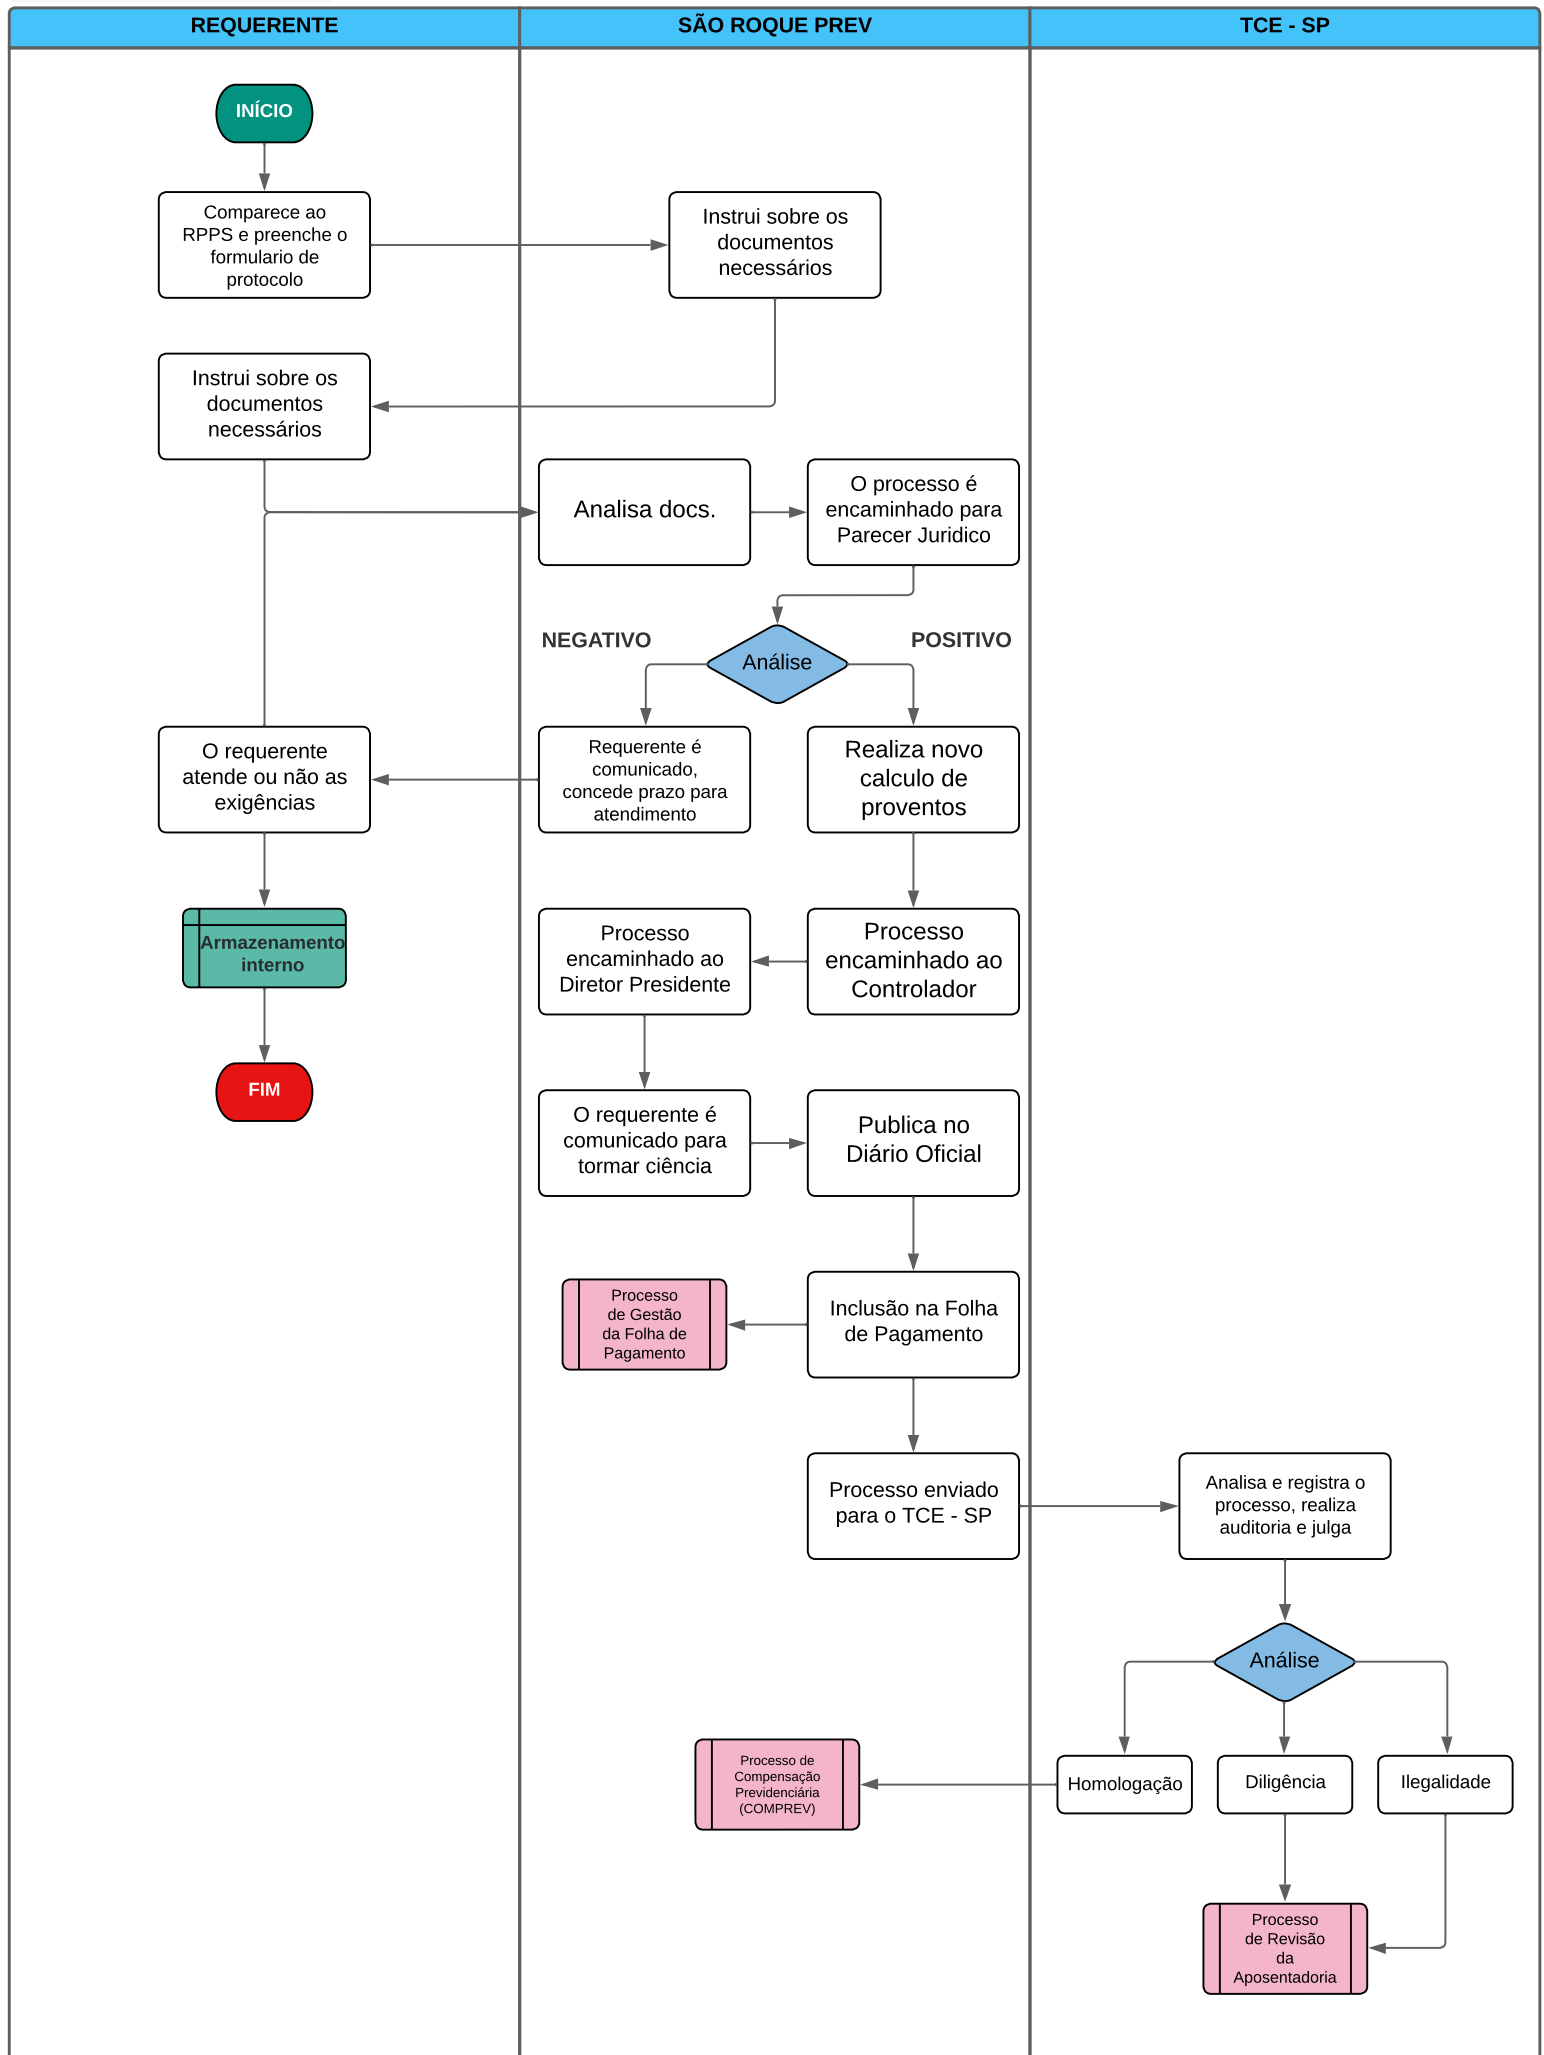 REQUERENTE
SÃO ROQUE PREV
TCE - SP
INÍCIO
Comparece ao
RPPS e preenche o
formulario de
protocolo
Instrui sobre os
documentos
necessários
Instrui sobre os
documentos
necessários
Analisa docs.
O processo é
encaminhado para
Parecer Juridico
NEGATIVO
Análise
POSITIVO
O requerente
atende ou não as
exigências
Requerente é
comunicado,
concede prazo para
atendimento
Realiza novo
calculo de
proventos
Armazenamento
interno
Processo
encaminhado ao
Diretor Presidente
Processo
encaminhado ao
Controlador
FIM
O requerente é
comunicado para
tormar ciência
Publica no
Diário Oficial
Processo
de Gestão
da Folha de
Pagamento
Inclusão na Folha
de Pagamento
Processo enviado
para o TCE - SP
Analisa e registra o
processo, realiza
auditoria e julga
Análise
Processo de
Compensação
Previdenciária
(COMPREV)
Homologação
Diligência
Ilegalidade
Processo
de Revisão
da
Aposentadoria